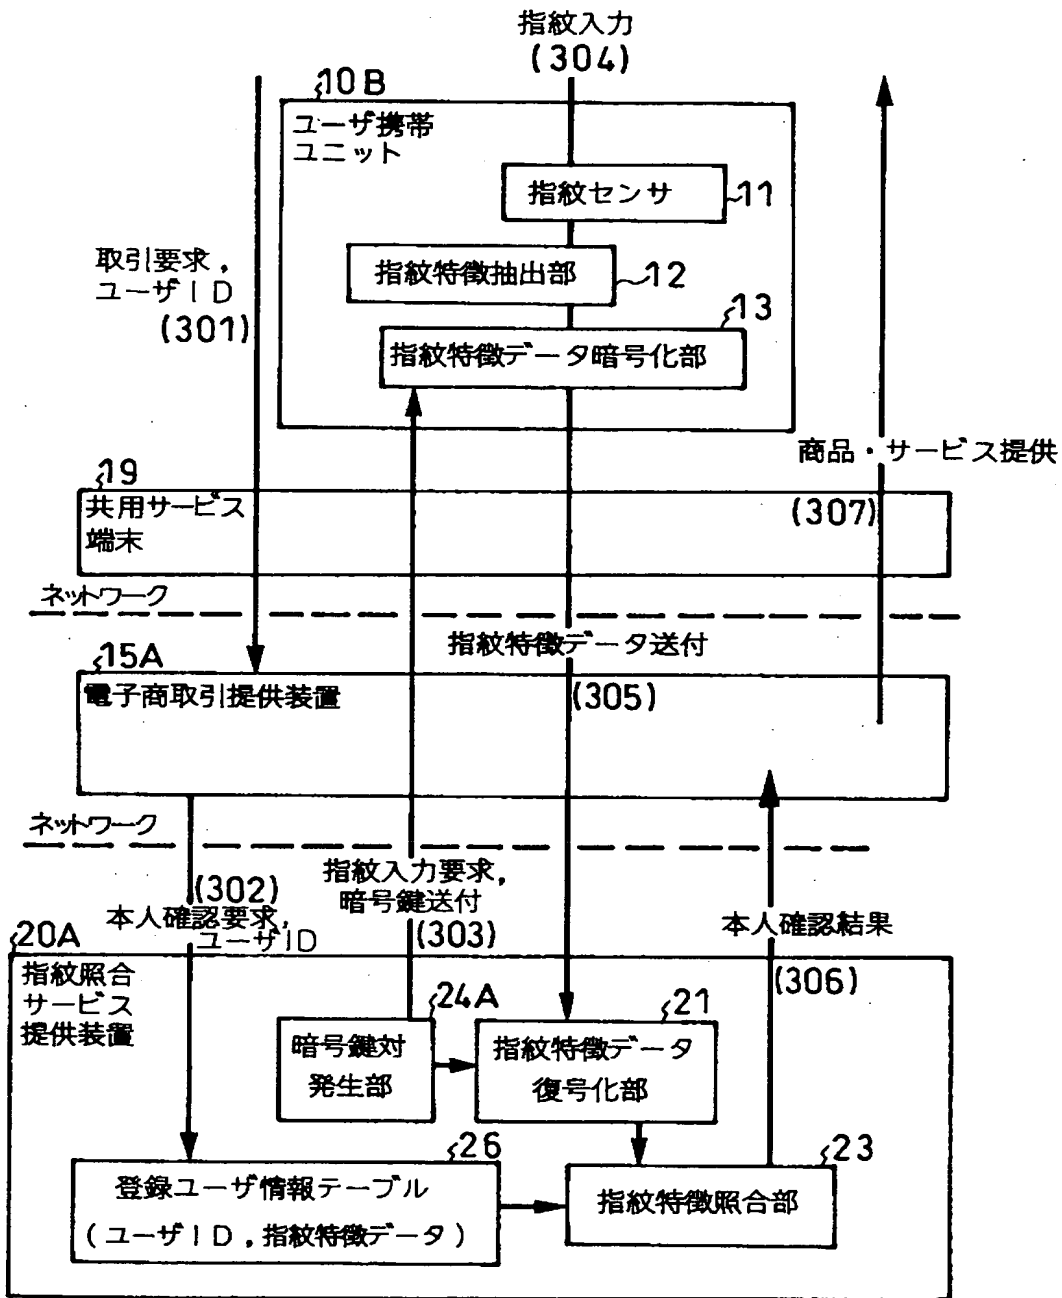 指紋入力
(304)
10B
ユーザ携帯
ユニット
指紋センサ
11
指紋特徴抽出部
12
取引要求,
ユーザID
(301)
13
指紋特徴データ暗号化部
商品・サービス提供
(307)
19
共用サービス
端末
ネットワーク
指紋特徴データ送付
(305)
15A
電子商取引提供装置
ネットワーク
(302)
本人確認要求,
ユーザID
指紋入力要求,
暗号鍵送付
(303)
本人確認結果
(306)
20A
指紋照合
サービス
提供装置
24A
暗号鍵対
発生部
21
指紋特徴データ
復号化部
26
登録ユーザ情報テーブル
(ユーザID,指紋特徴データ)
23
指紋特徴照合部